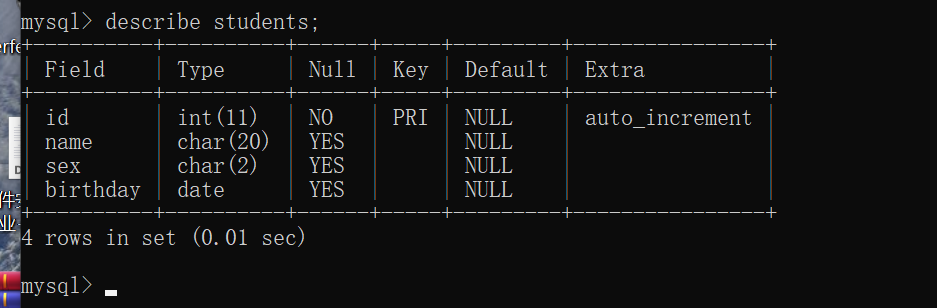 mysql> describe students;
+----------+----------+------+-----+---------+----------------+
| Field    | Type     | Null | Key | Default | Extra          |
+----------+----------+------+-----+---------+----------------+
| id       | int(11)  | NO   | PRI | NULL    | auto_increment |
| name     | char(20) | YES  |     | NULL    |                |
| sex      | char(2)  | YES  |     | NULL    |                |
| birthday | date     | YES  |     | NULL    |                |
+----------+----------+------+-----+---------+----------------+
4 rows in set (0.01 sec)
mysql>